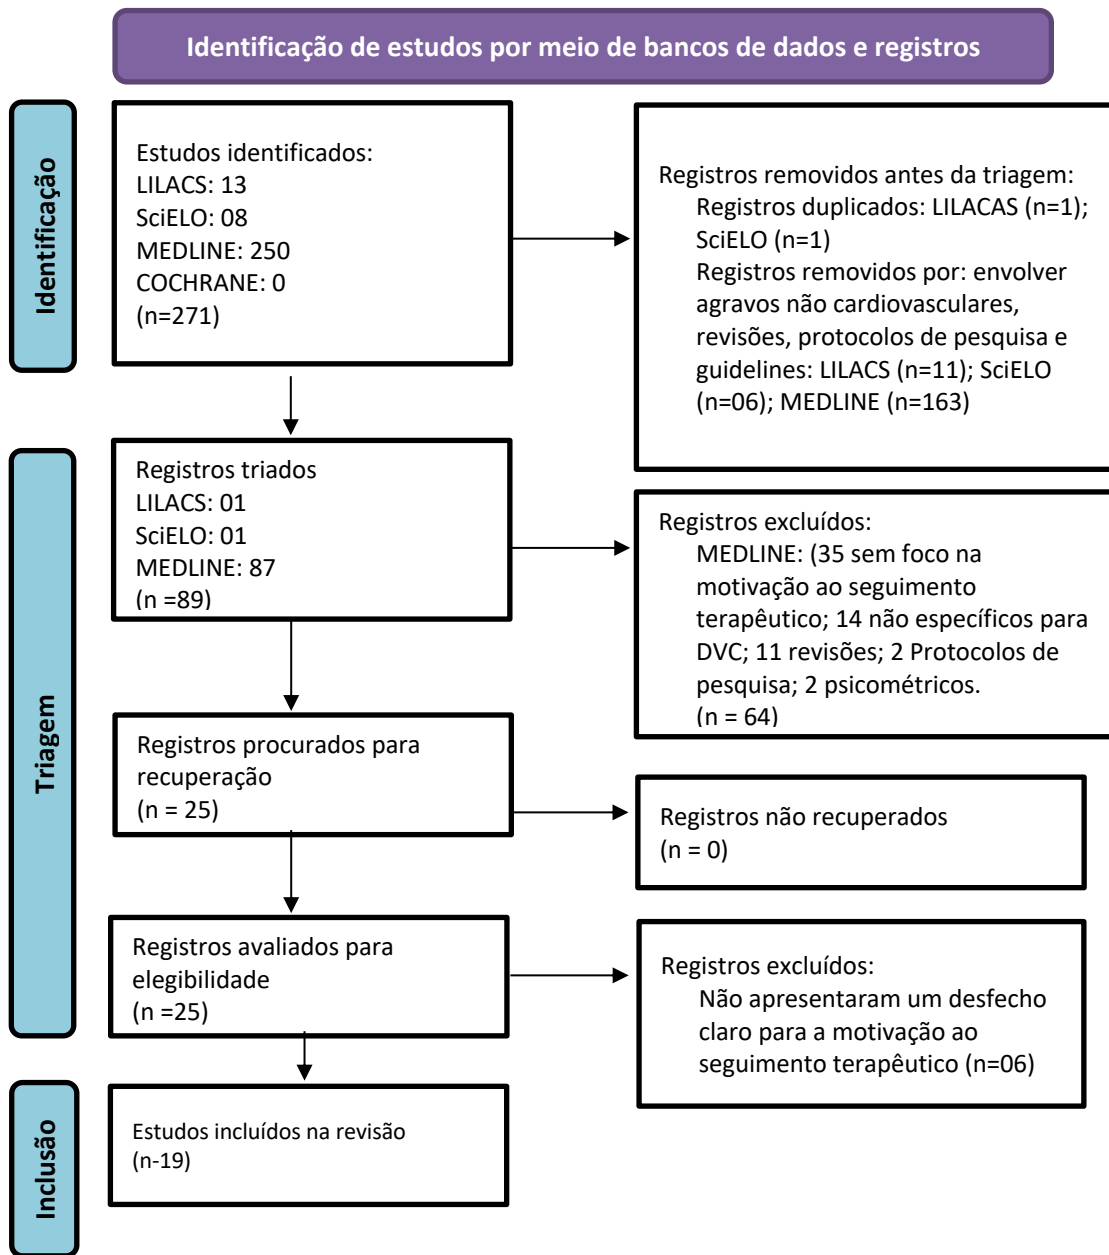 Identificação de estudos por meio de bancos de dados e registros
Identificação
Estudos identificados:
LILACS: 13
SciELO: 08
MEDLINE: 250
COCHRANE: 0
(n=271)
Registros removidos antes da triagem:
Registros duplicados: LILACAS (n=1);
SciELO (n=1)
Registros removidos por: envolver
agravos não cardiovasculares,
revisões, protocolos de pesquisa e
guidelines: LILACS (n=11); SciELO
(n=06); MEDLINE (n=163)
Triagem
Registros triados
LILACS: 01
SciELO: 01
MEDLINE: 87
(n =89)
Registros excluídos:
MEDLINE: (35 sem foco na
motivação ao seguimento
terapêutico; 14 não específicos para
DVC; 11 revisões; 2 Protocolos de
pesquisa; 2 psicométricos.
(n = 64)
Registros procurados para
recuperação
(n = 25)
Registros não recuperados
(n = 0)
Registros avaliados para
elegibilidade
(n =25)
Registros excluídos:
Não apresentaram um desfecho
claro para a motivação ao
seguimento terapêutico (n=06)
Inclusão
Estudos incluídos na revisão
(n-19)